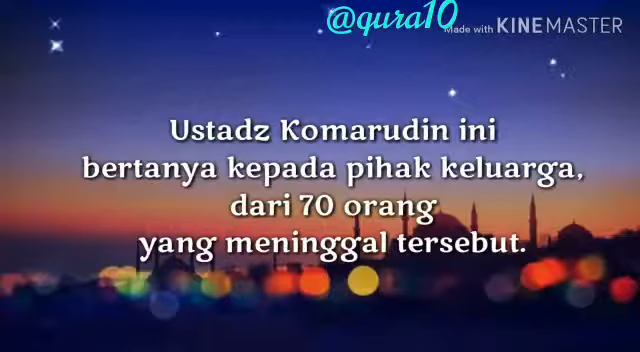 @qura10
Made with KINEMASTER
Ustadz Komarudin ini
bertanya kepada pihak keluarga,
dari 70 orang
yang meninggal tersebut.